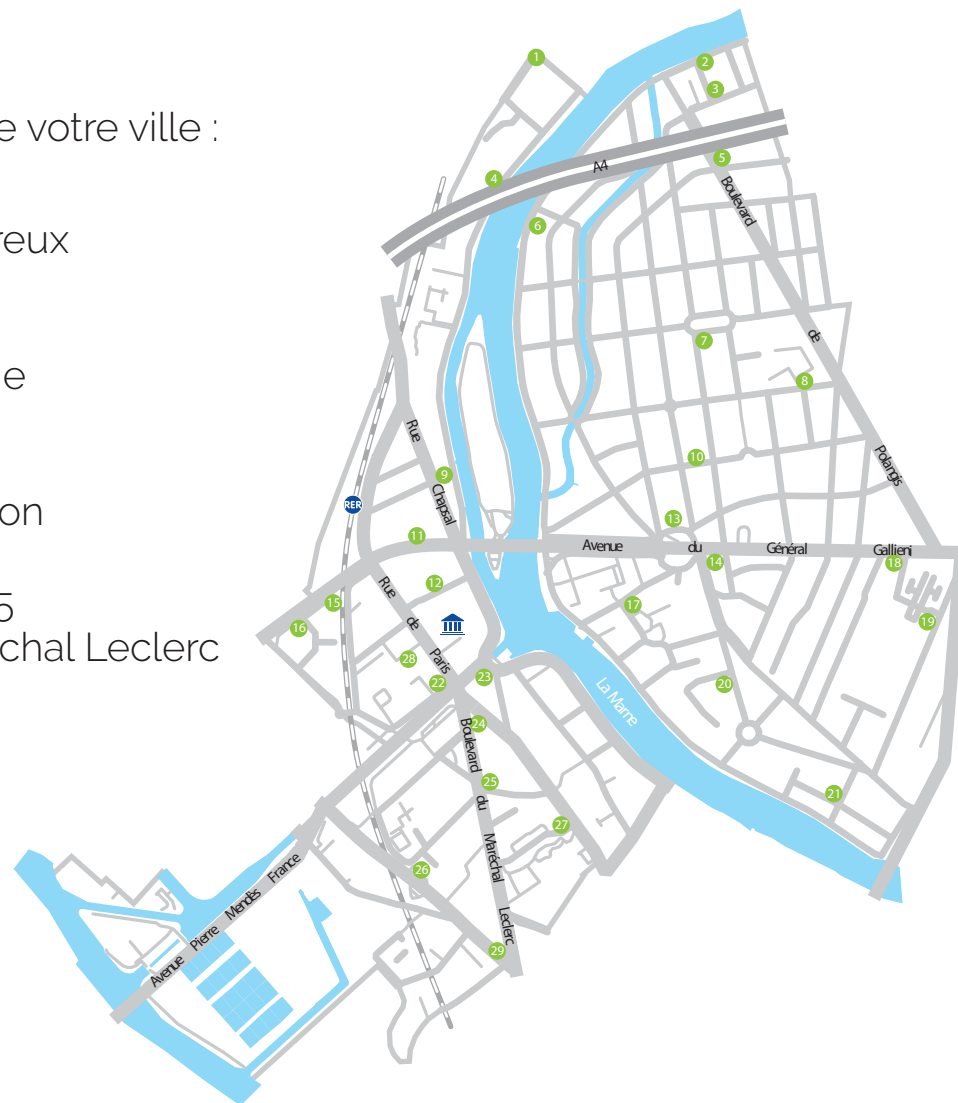 e votre ville :
reux
e
on
5
chal Leclerc
1
2
3
A4
4
5
Boulevard
6
7
de
8
Rue
10
Polangis
9
Chapsal
RER
13
11
Avenue du Général Gallieni
14
18
12
Rue
15
17
de
16
19
Paris
28
23
22
20
La Marne
24
Boulevard
25
du
21
27
Maréchal
26
Avenue Pierre Mendès France
Leclerc
29